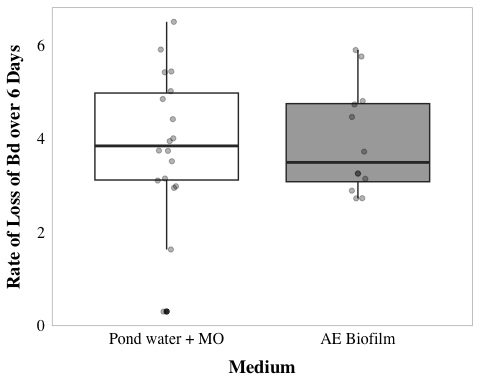 Rate of Loss of Bd over 6 Days
6
4
2
0
Pond water + MO
AE Biofilm
Medium